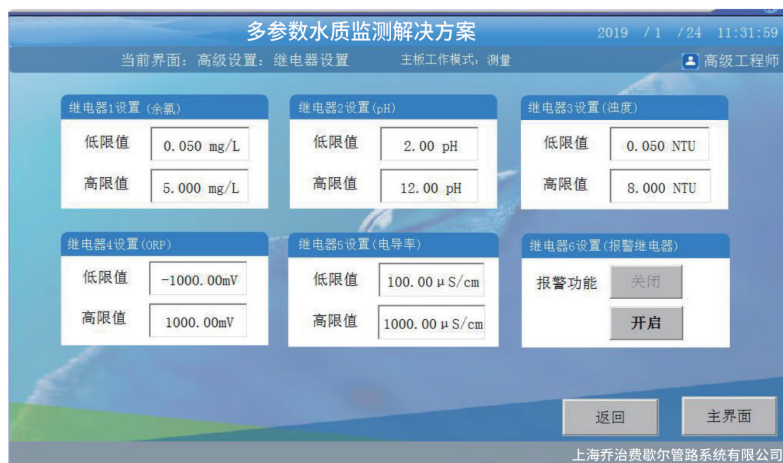 多参数水质监测解决方案
2019 /1 /24 11:31:59
当前界面：高级设置：继电器设置 主板工作模式：测量 高级工程师
继电器1设置（余氯） 继电器2设置(pH) 继电器3设置(浊度)
低限值 0.050 mg/L 低限值 2.00 pH 低限值 0.050 NTU
高限值 5.000 mg/L 高限值 12.00 pH 高限值 8.000 NTU
继电器4设置(ORP) 继电器5设置(电导率) 继电器6设置(报警继电器)
低限值 -1000.00mV 低限值 100.00μS/cm 报警功能 关闭
高限值 1000.00mV 高限值 1000.00μS/cm 开启
返回 主界面
上海乔治费歇尔管路系统有限公司